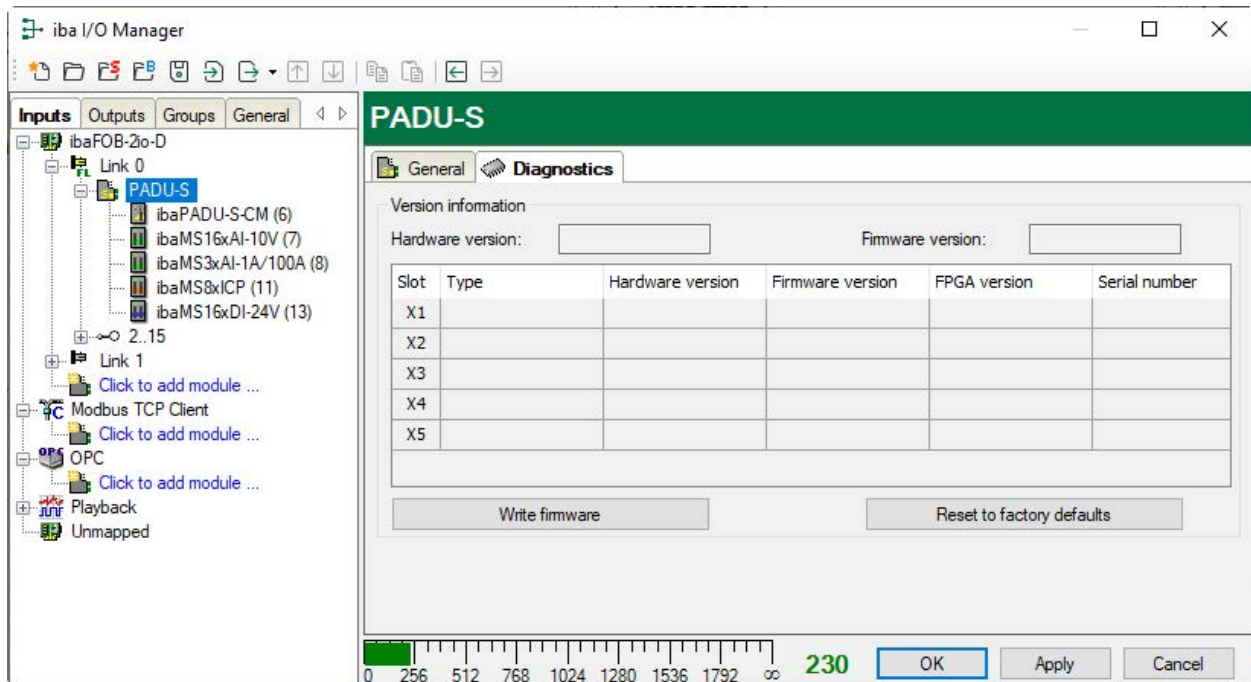 iba I/O Manager
Inputs Outputs Groups General
ibaFOB-2io-D
Link 0
PADU-S
ibaPADU-S-CM (6)
ibaMS16xAI-10V (7)
ibaMS3xAI-1A/100A (8)
ibaMS8xICP (11)
ibaMS16xDI-24V (13)
2..15
Link 1
Click to add module ...
Modbus TCP Client
Click to add module ...
OPC
Click to add module ...
Playback
Unmapped
PADU-S
General Diagnostics
Version information
Hardware version: Firmware version:
Slot Type Hardware version Firmware version FPGA version Serial number
X1
X2
X3
X4
X5
Write firmware Reset to factory defaults
0 256 512 768 1024 1280 1536 1792 ∞ 230 OK Apply Cancel